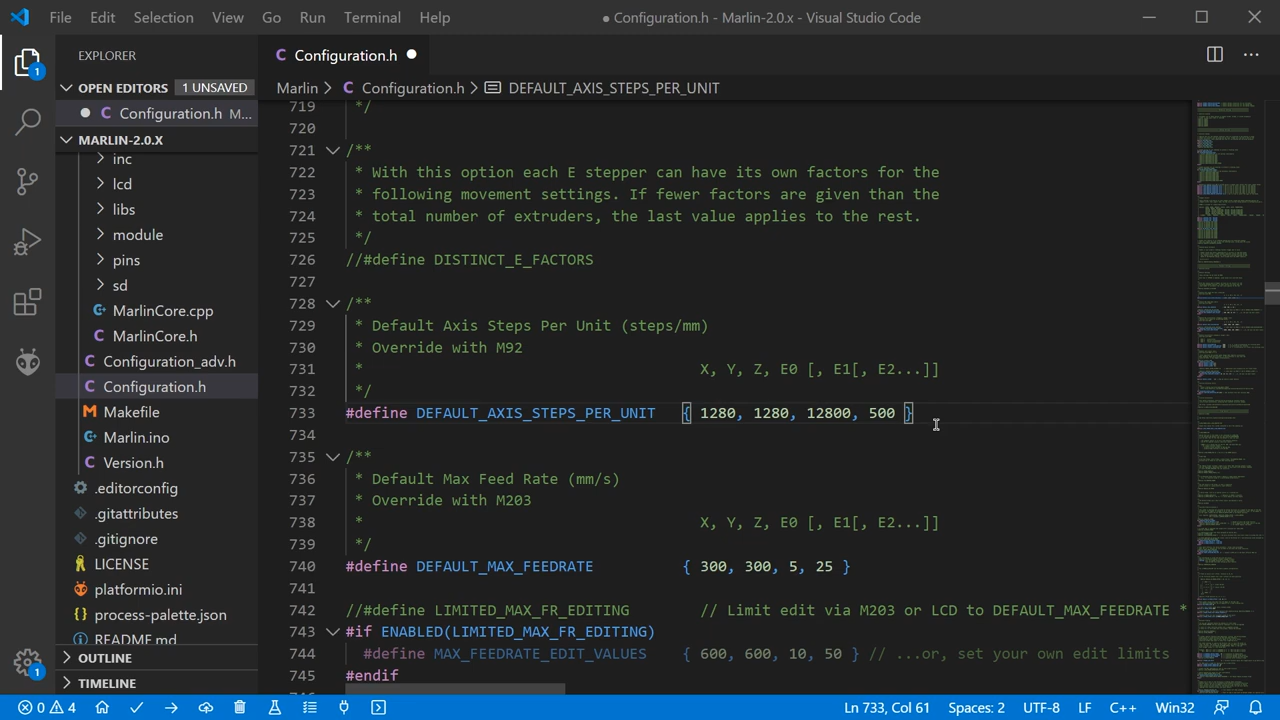 File Edit Selection View Go Run Terminal Help ● Configuration.h - Marlin-2.0.x - Visual Studio Code
EXPLORER
OPEN EDITORS 1 UNSAVED
Configuration.h M...
MARLIN-2.0.X
inc
lcd
libs
module
pins
sd
MarlinCore.cpp
MarlinCore.h
Configuration_adv.h
Configuration.h
Makefile
Marlin.ino
Version.h
.editorconfig
.gitattributes
.gitignore
LICENSE
platformio.ini
process-palette.json
README.md
OUTLINE
TIMELINE
1
1
Configuration.h
Marlin > Configuration.h > DEFAULT_AXIS_STEPS_PER_UNIT
719 */
720
721 /**
722 * With this option each E stepper can have its own factors for the
723 * following movement settings. If fewer factors are given than the
724 * total number of extruders, the last value applies to the rest.
725 */
726 //#define DISTINCT_E_FACTORS
727
728 /**
729 * Default Axis Steps Per Unit (steps/mm)
730 * Override with M92
731 * X, Y, Z, E0 [, E1[, E2...]]
732 */
733 #define DEFAULT_AXIS_STEPS_PER_UNIT { 1280, 1280, 12800, 500 }
734
735 /**
736 * Default Max Feed Rate (mm/s)
737 * Override with M203
738 * X, Y, Z, E0 [, E1[, E2...]]
739 */
740 #define DEFAULT_MAX_FEEDRATE { 300, 300, 5, 25 }
741
742 //#define LIMITED_MAX_FR_EDITING // Limit edit via M203 or LCD to DEFAULT_MAX_FEEDRATE *
743 #if ENABLED(LIMITED_MAX_FR_EDITING)
744 #define MAX_FEEDRATE_EDIT_VALUES { 600, 600, 10, 50 } // ...or, set your own edit limits
745 #endif
0 4 Ln 733, Col 61 Spaces: 2 UTF-8 LF C++ Win32